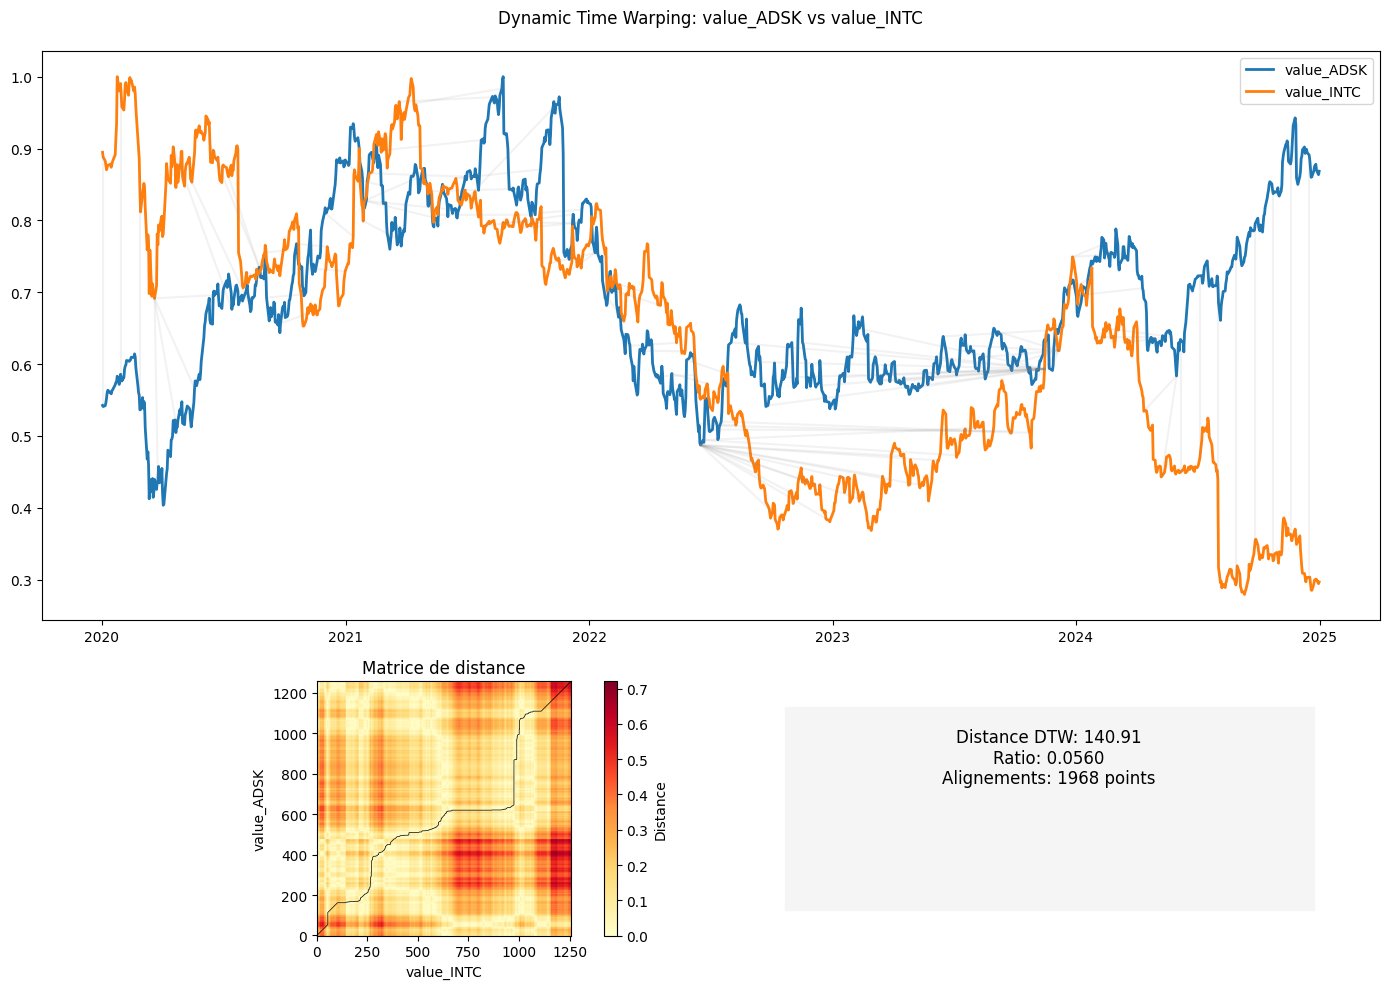 Dynamic Time Warping: value_ADSK vs value_INTC
value_ADSK
value_INTC
1.0
0.9
0.8
0.7
0.6
0.5
0.4
0.3
2020 2021 2022 2023 2024 2025
Matrice de distance
1200
1000
800
600
400
200
0
value_ADSK
0 250 500 750 1000 1250
value_INTC
0.7
0.6
0.5
0.4
0.3
0.2
0.1
0.0
Distance
Distance DTW: 140.91
Ratio: 0.0560
Alignements: 1968 points